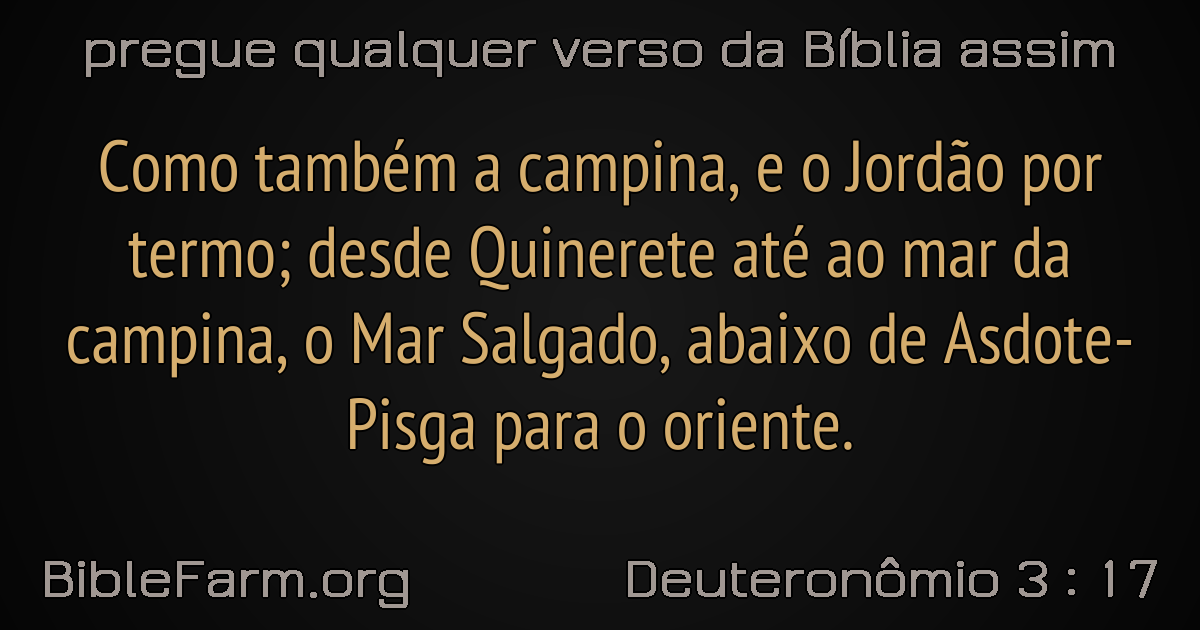 pregue qualquer verso da Bíblia assim
Como também a campina, e o Jordão por
termo; desde Quinerete até ao mar da
campina, o Mar Salgado, abaixo de Asdote-
Pisga para o oriente.
BibleFarm.org
Deuteronômio 3 : 17